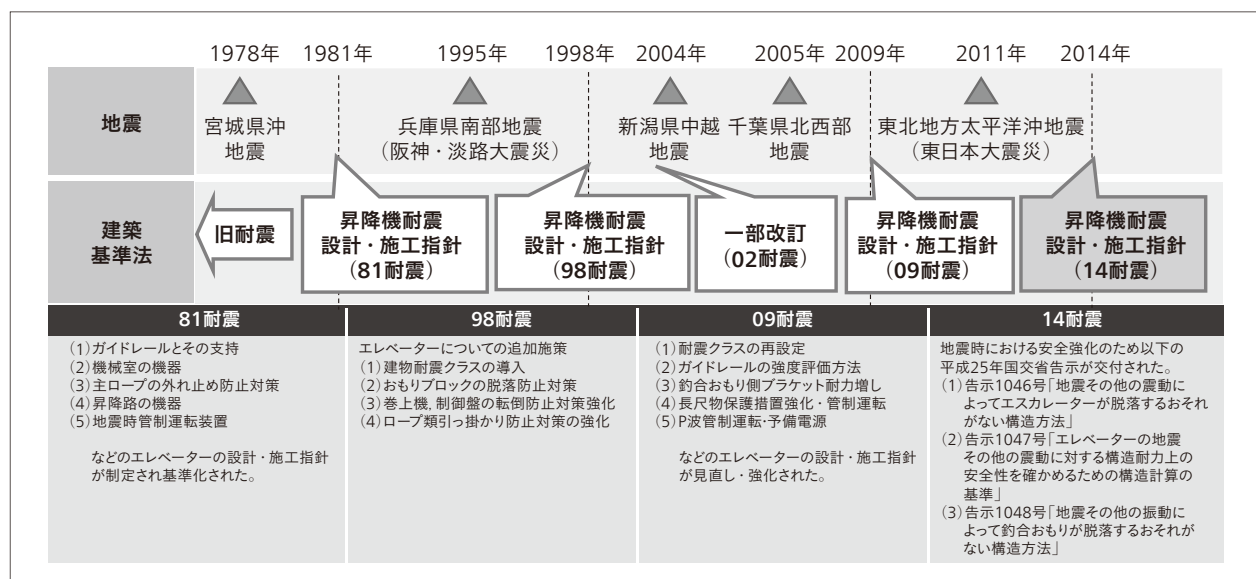 1978年
1981年
1995年
1998年
2004年
2005年
2009年
2011年
2014年
地震
宮城県沖
地震
兵庫県南部地震
（阪神・淡路大震災）
新潟県中越
地震
千葉県北西部
地震
東北地方太平洋沖地震
（東日本大震災）
建築
基準法
旧耐震
昇降機耐震
設計・施工指針
（81耐震）
昇降機耐震
設計・施工指針
（98耐震）
一部改訂
（02耐震）
昇降機耐震
設計・施工指針
（09耐震）
昇降機耐震
設計・施工指針
（14耐震）
81耐震
（1）ガイドレールとその支持
（2）機械室の機器
（3）主ロープの外れ止め防止対策
（4）昇降路の機器
（5）地震時管制運転装置
などのエレベーターの設計・施工指針
が制定され基準化された。
98耐震
エレベーターについての追加施策
（1）建物耐震クラスの導入
（2）おもりブロックの脱落防止対策
（3）巻上機，制御盤の転倒防止対策強化
（4）ロープ類引っ掛かり防止対策の強化
09耐震
（1）耐震クラスの再設定
（2）ガイドレールの強度評価方法
（3）釣合おもり側ブラケット耐力増し
（4）長尺物保護措置強化・管制運転
（5）P波管制運転・予備電源
などのエレベーターの設計・施工指針
が見直し・強化された。
14耐震
地震時における安全強化のため以下の
平成25年国交省告示が交付された。
（1）告示1046号「地震その他の震動に
よってエスカレーターが脱落するおそれ
がない構造方法」
（2）告示1047号「エレベーターの地震
その他の震動に対する構造耐力上の
安全性を確かめるための構造計算の
基準」
（3）告示1048号「地震その他の振動に
よって釣合おもりが脱落するおそれが
ない構造方法」